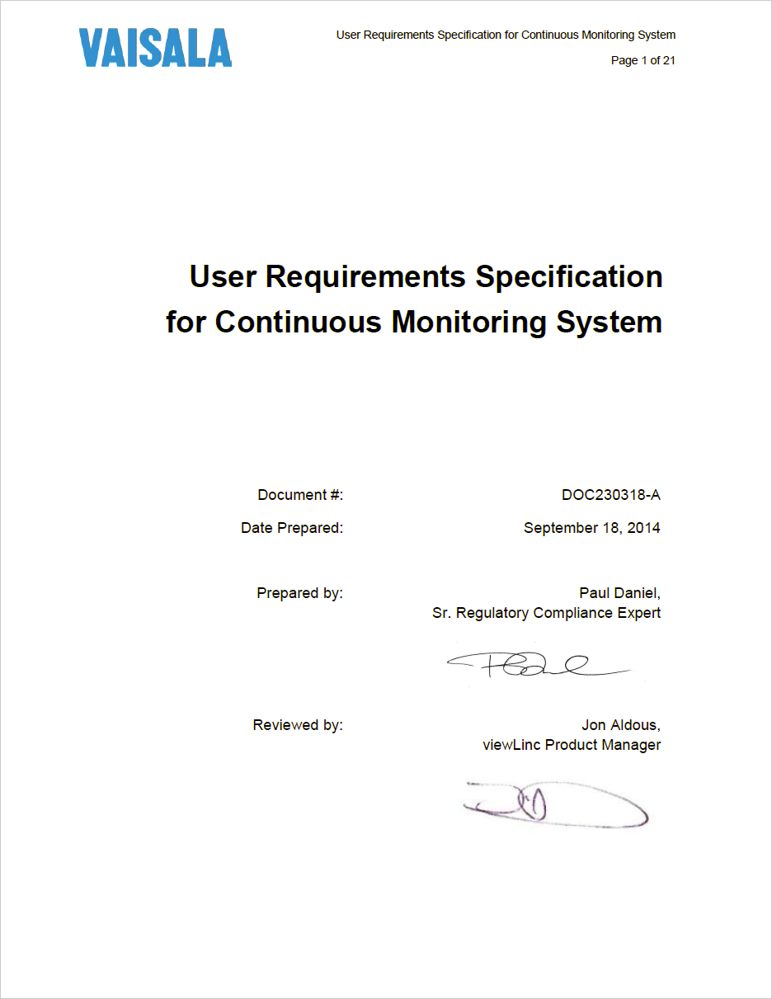 VAISALA
User Requirements Specification for Continuous Monitoring System
Page 1 of 21
User Requirements Specification
for Continuous Monitoring System
Document #: DOC230318-A
Date Prepared: September 18, 2014
Prepared by: Paul Daniel,
Sr. Regulatory Compliance Expert
Reviewed by: Jon Aldous,
viewLinc Product Manager